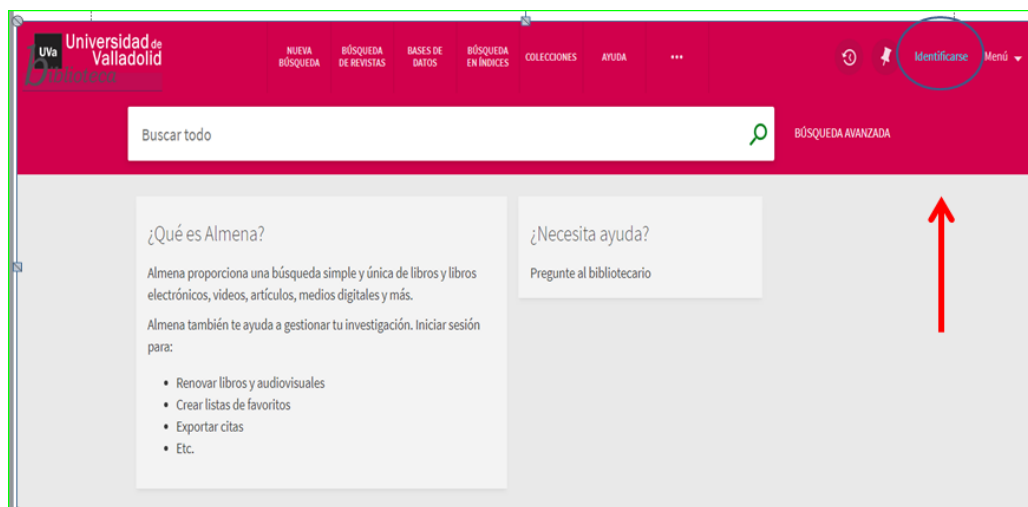 UVa Universidad de Valladolid
biblioteca
NUEVA BÚSQUEDA
BÚSQUEDA DE REVISTAS
BASES DE DATOS
BÚSQUEDA EN ÍNDICES
COLECCIONES
AYUDA
...
Identificarse
Menú
Buscar todo
BÚSQUEDA AVANZADA
¿Qué es Almena?
Almena proporciona una búsqueda simple y única de libros y libros
electrónicos, videos, artículos, medios digitales y más.
Almena también te ayuda a gestionar tu investigación. Iniciar sesión
para:
• Renovar libros y audiovisuales
• Crear listas de favoritos
• Exportar citas
• Etc.
¿Necesita ayuda?
Pregunte al bibliotecario